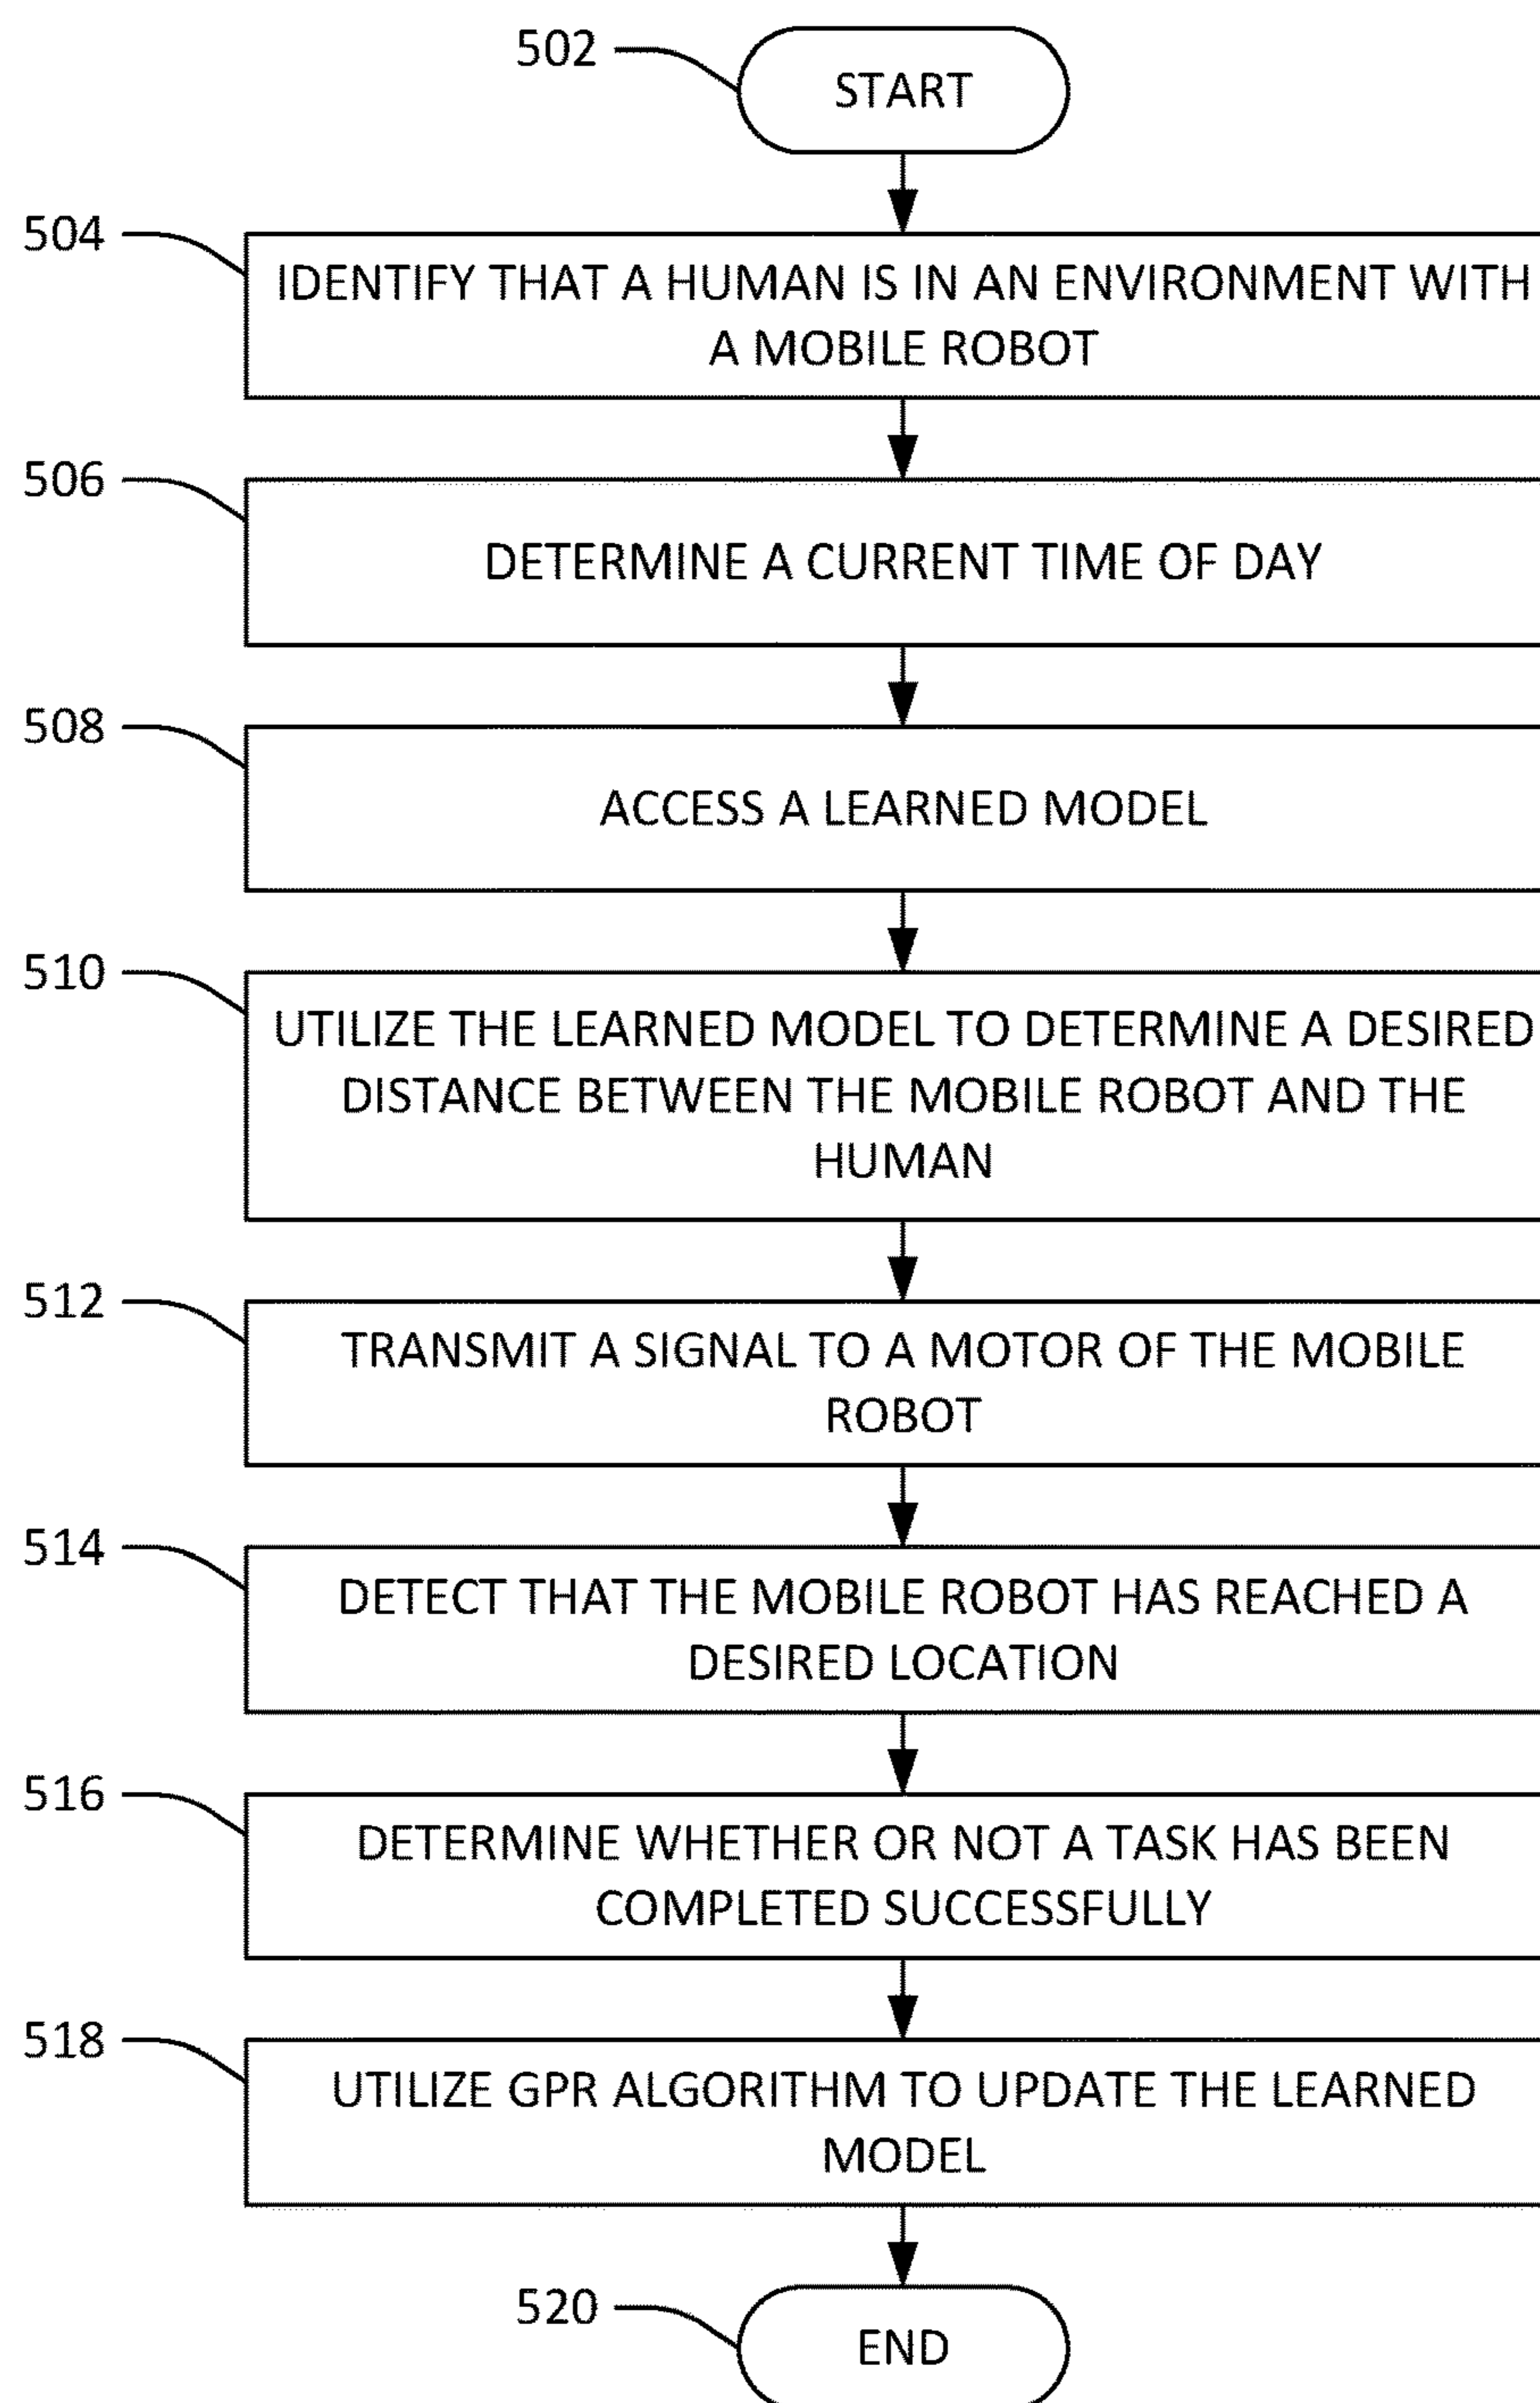 502
START
504
IDENTIFY THAT A HUMAN IS IN AN ENVIRONMENT WITH
A MOBILE ROBOT
506
DETERMINE A CURRENT TIME OF DAY
508
ACCESS A LEARNED MODEL
510
UTILIZE THE LEARNED MODEL TO DETERMINE A DESIRED
DISTANCE BETWEEN THE MOBILE ROBOT AND THE
HUMAN
512
TRANSMIT A SIGNAL TO A MOTOR OF THE MOBILE
ROBOT
514
DETECT THAT THE MOBILE ROBOT HAS REACHED A
DESIRED LOCATION
516
DETERMINE WHETHER OR NOT A TASK HAS BEEN
COMPLETED SUCCESSFULLY
518
UTILIZE GPR ALGORITHM TO UPDATE THE LEARNED
MODEL
520
END